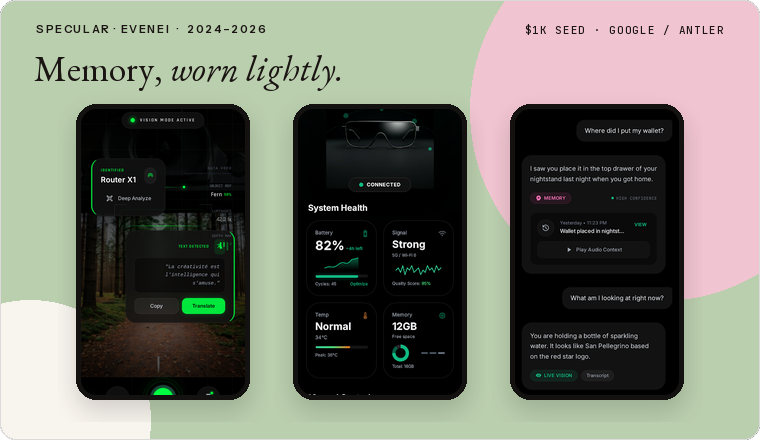 SPECULAR · EVENEI · 2024–2026
$1K SEED · GOOGLE / ANTLER
Memory, worn lightly.
VISION MODE ACTIVE
IDENTIFIED
Router X1
Deep Analyze
Fern 98%
TEXT DETECTED
"La créativité est
l'intelligence qui
s'amuse."
Copy
Translate
CONNECTED
System Health
Battery
82% ~4h left
Cycles: 45 Optimize
Signal
Strong
5G / Wi-Fi 6
Quality Score: 95%
Temp
Normal
34°C
Peak: 36°C
Memory
12GB
Free space
Total: 16GB
Where did I put my wallet?
I saw you place it in the top drawer of your
nightstand last night when you got home.
MEMORY
HIGH CONFIDENCE
Yesterday • 11:23 PM
Wallet placed in nightst...
VIEW
Play Audio Context
What am I looking at right now?
You are holding a bottle of sparkling
water. It looks like San Pellegrino based
on the red star logo.
LIVE VISION
Transcript